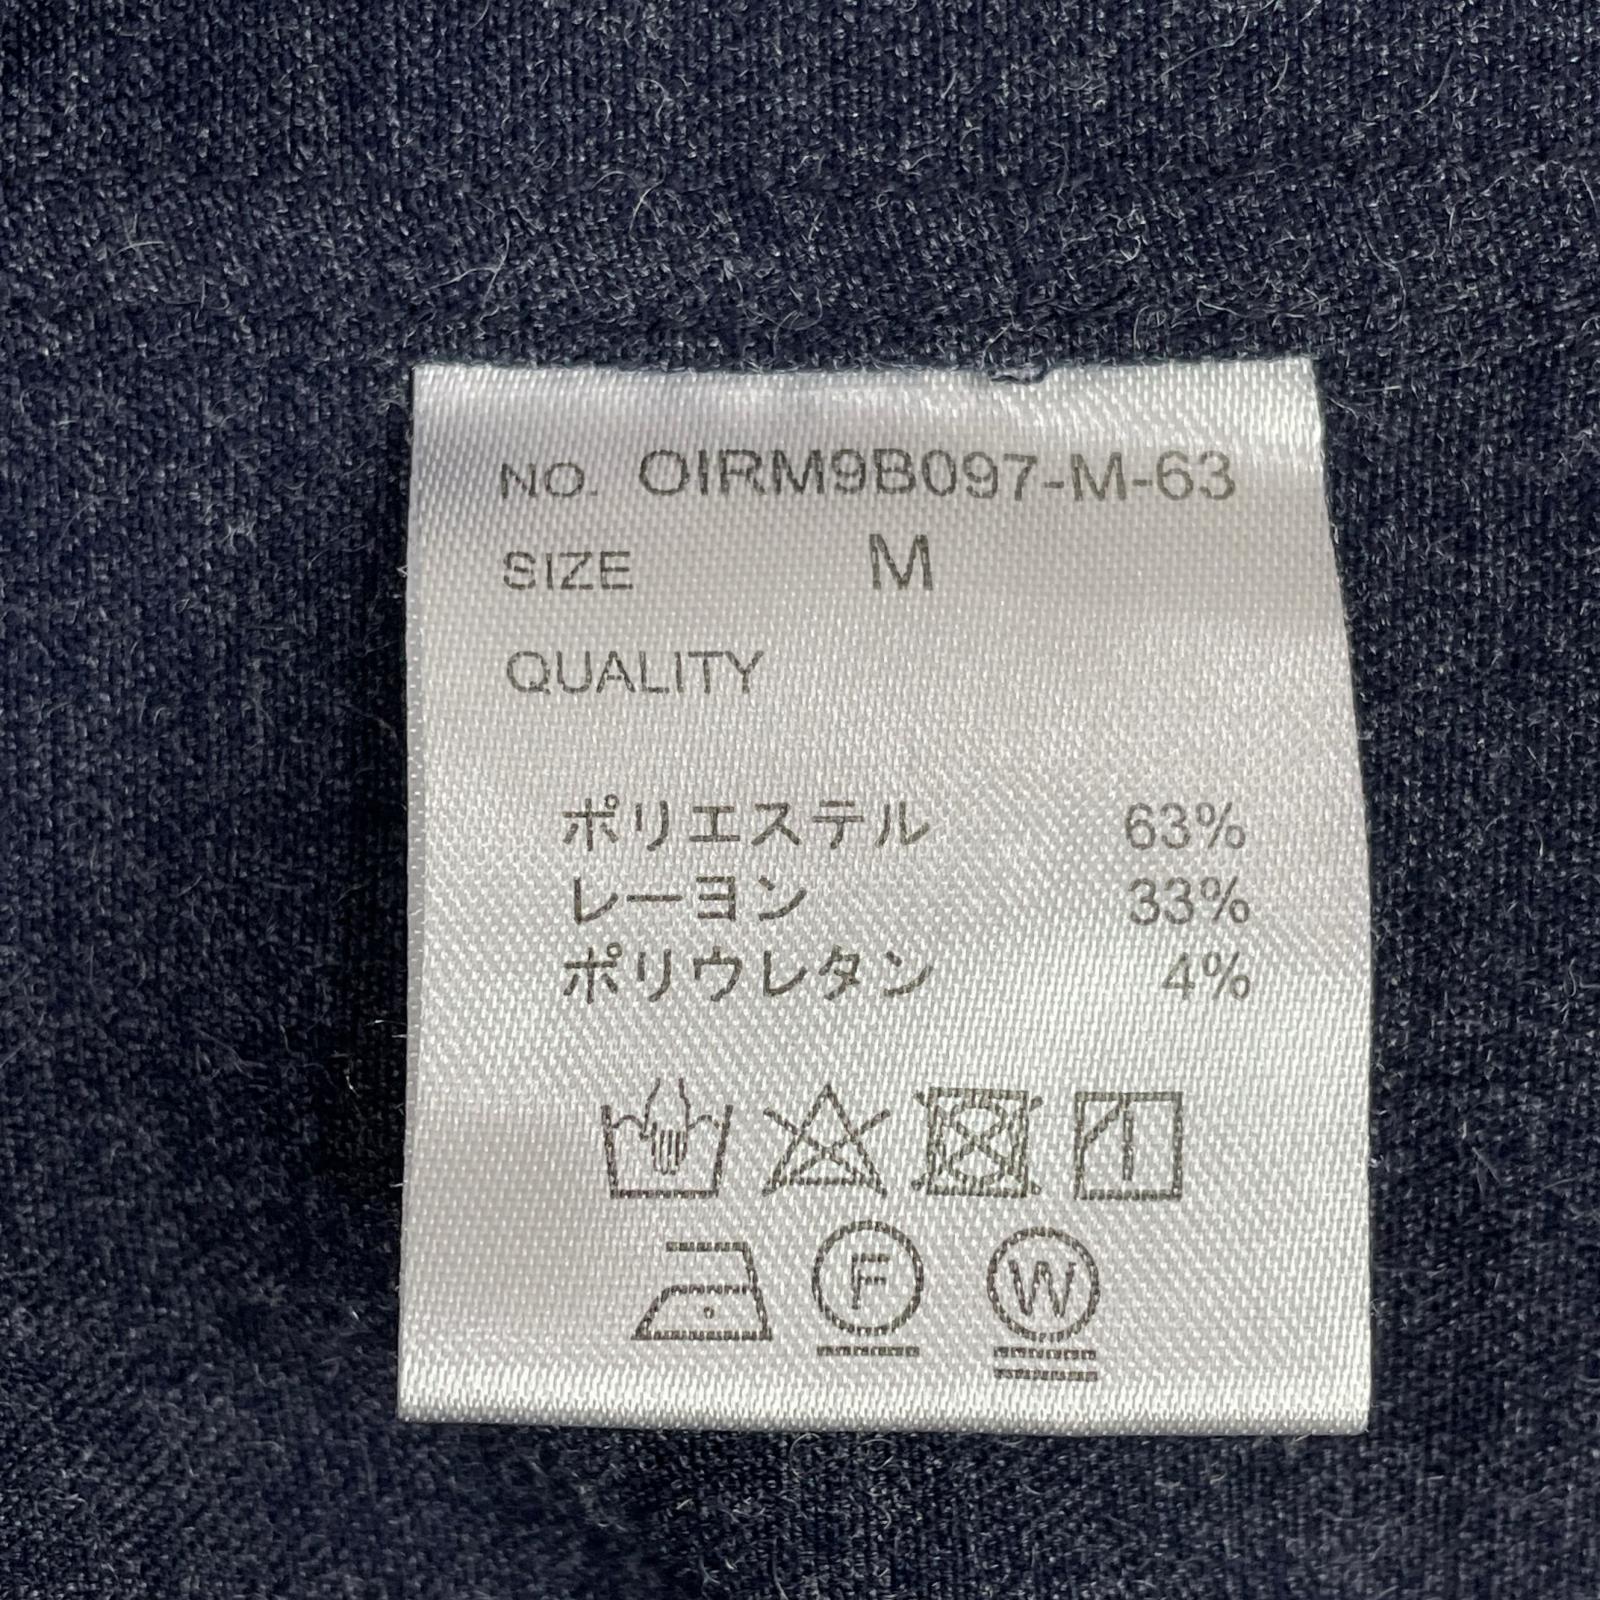 NO. OIRM9B097-M-63
SIZE M
QUALITY
ポリエステル 63%
レーヨン 33%
ポリウレタン 4%
F W